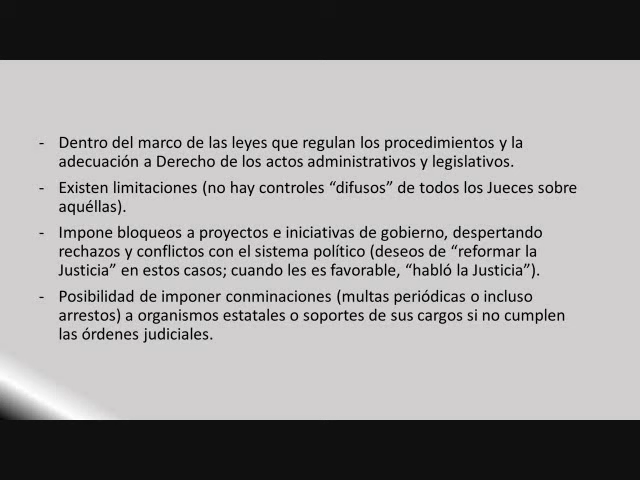 - Dentro del marco de las leyes que regulan los procedimientos y la
adecuación a Derecho de los actos administrativos y legislativos.
- Existen limitaciones (no hay controles “difusos” de todos los Jueces sobre
aquéllas).
- Impone bloqueos a proyectos e iniciativas de gobierno, despertando
rechazos y conflictos con el sistema político (deseos de “reformar la
Justicia” en estos casos; cuando les es favorable, “habló la Justicia”).
- Posibilidad de imponer conminaciones (multas periódicas o incluso
arrestos) a organismos estatales o soportes de sus cargos si no cumplen
las órdenes judiciales.